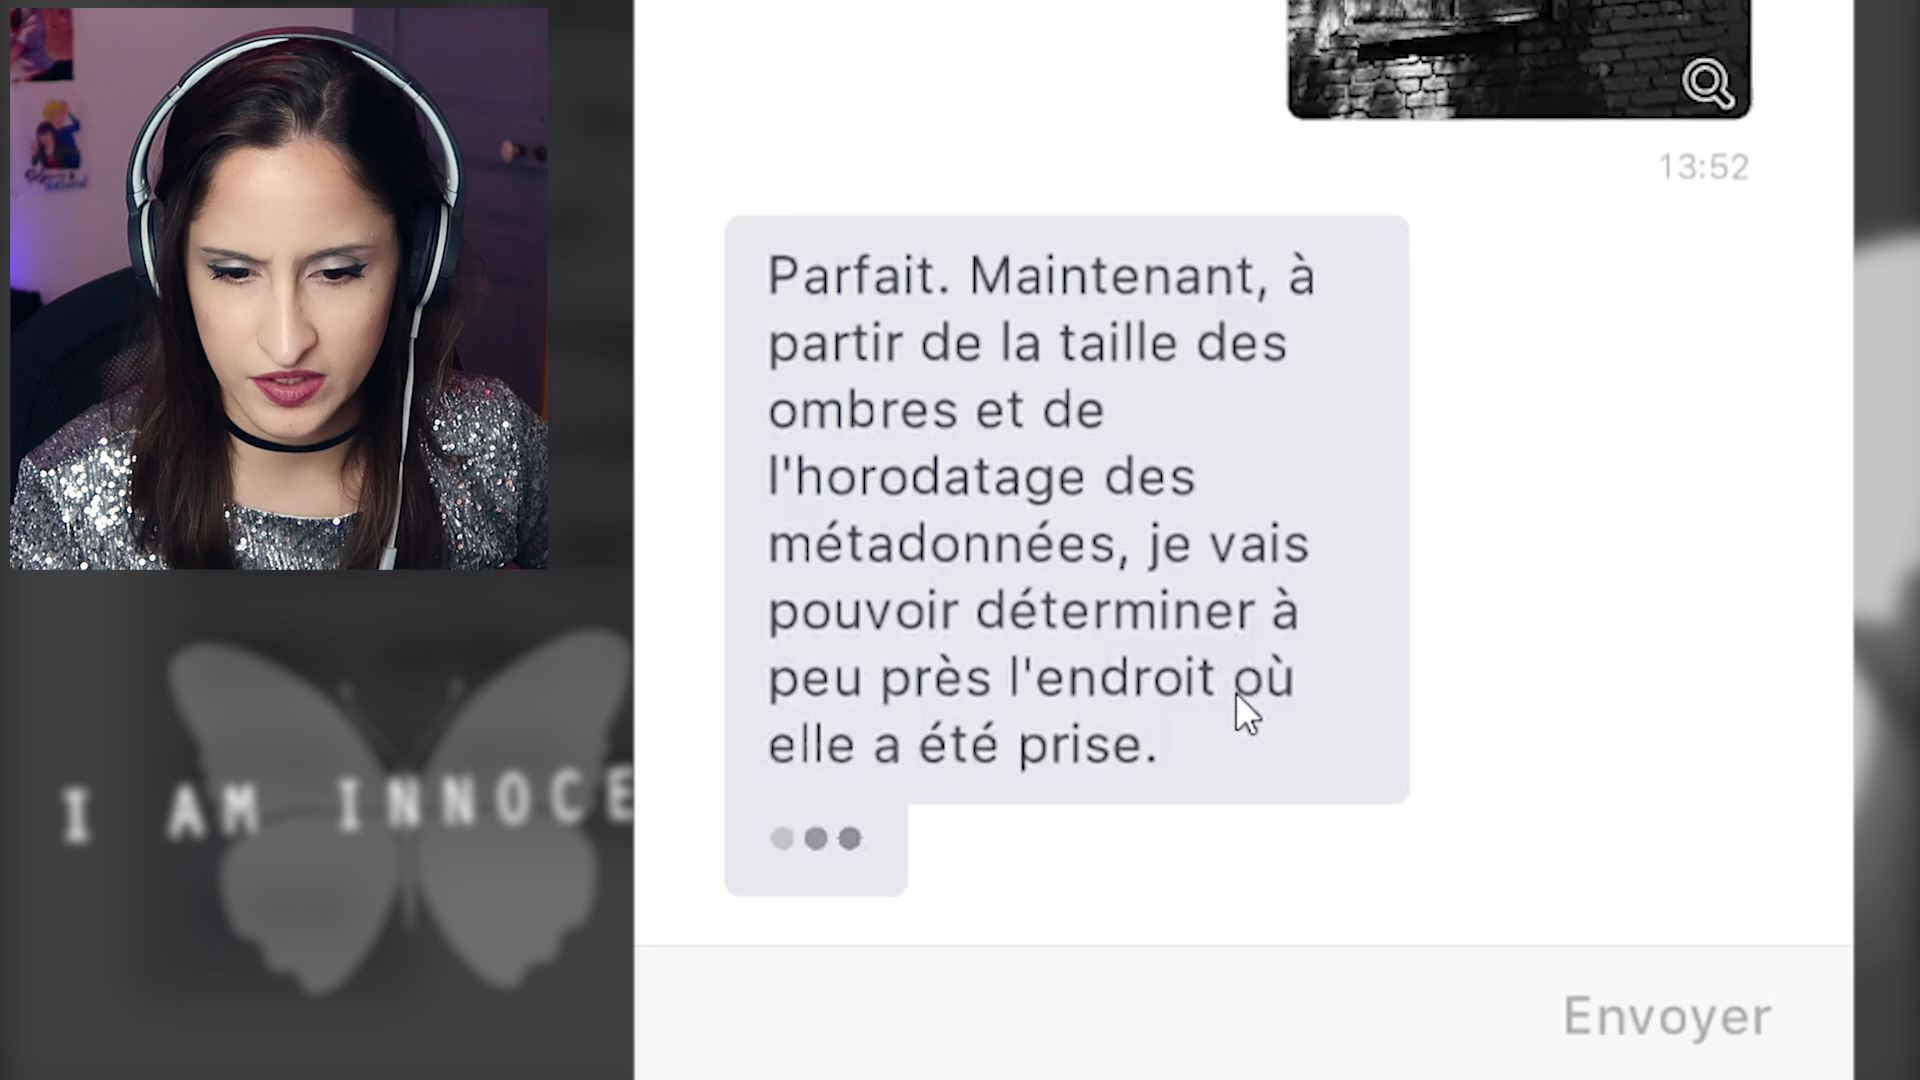 13:52
Parfait. Maintenant, à
partir de la taille des
ombres et de
l'horodatage des
métadonnées, je vais
pouvoir déterminer à
peu près l'endroit où
elle a été prise.
I AM INNOCE
Envoyer